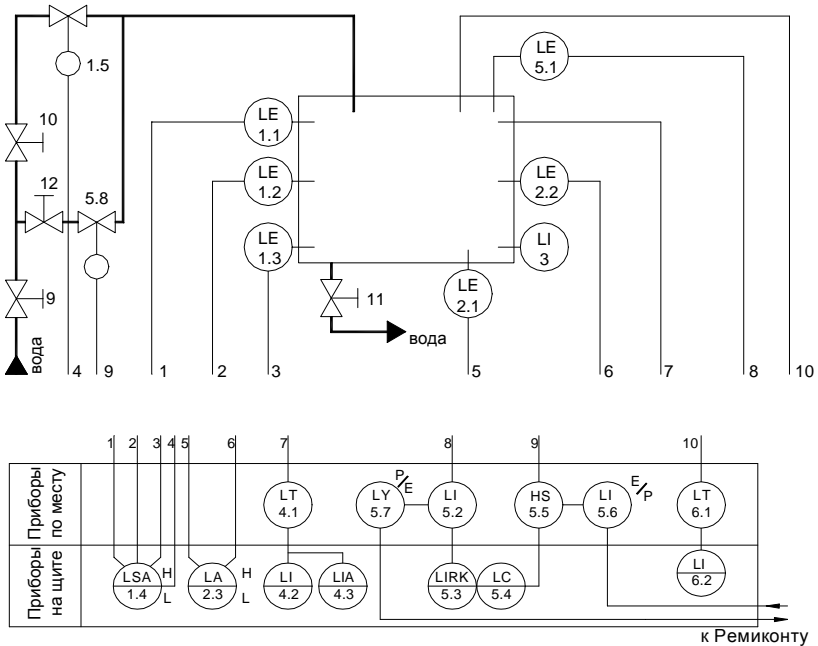 1.5
10
12
5.8
9
11
вода
вода
LE
1.1
LE
1.2
LE
1.3
LE
5.1
LE
2.2
LI
3
LE
2.1
4 9 1 2 3 5 6 7 8 10
1 2 3 4 5 6 7 8 9 10
Приборы
по месту
LT
4.1
LY
5.7
P/E
LI
5.2
HS
5.5
LI
5.6
E/P
LT
6.1
Приборы
на щите
LSA
1.4
H
L
LA
2.3
H
L
LI
4.2
LIA
4.3
LIRK
5.3
LC
5.4
LI
6.2
к Ремиконту